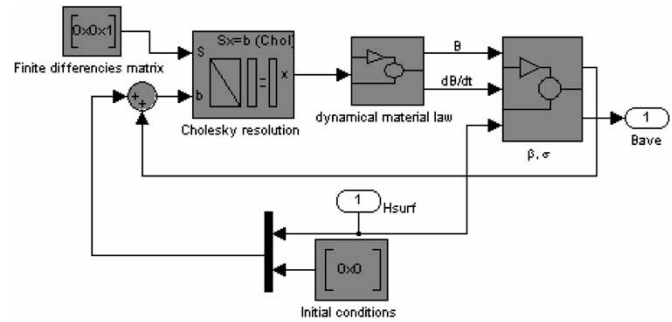 0x0x1
Finite differencies matrix
Sx=b (Chol)
S
b
x
Cholesky resolution
dynamical material law
B
dB/dt
β, σ
1
Bave
1
Hsurf
0x0
Initial conditions
+
+